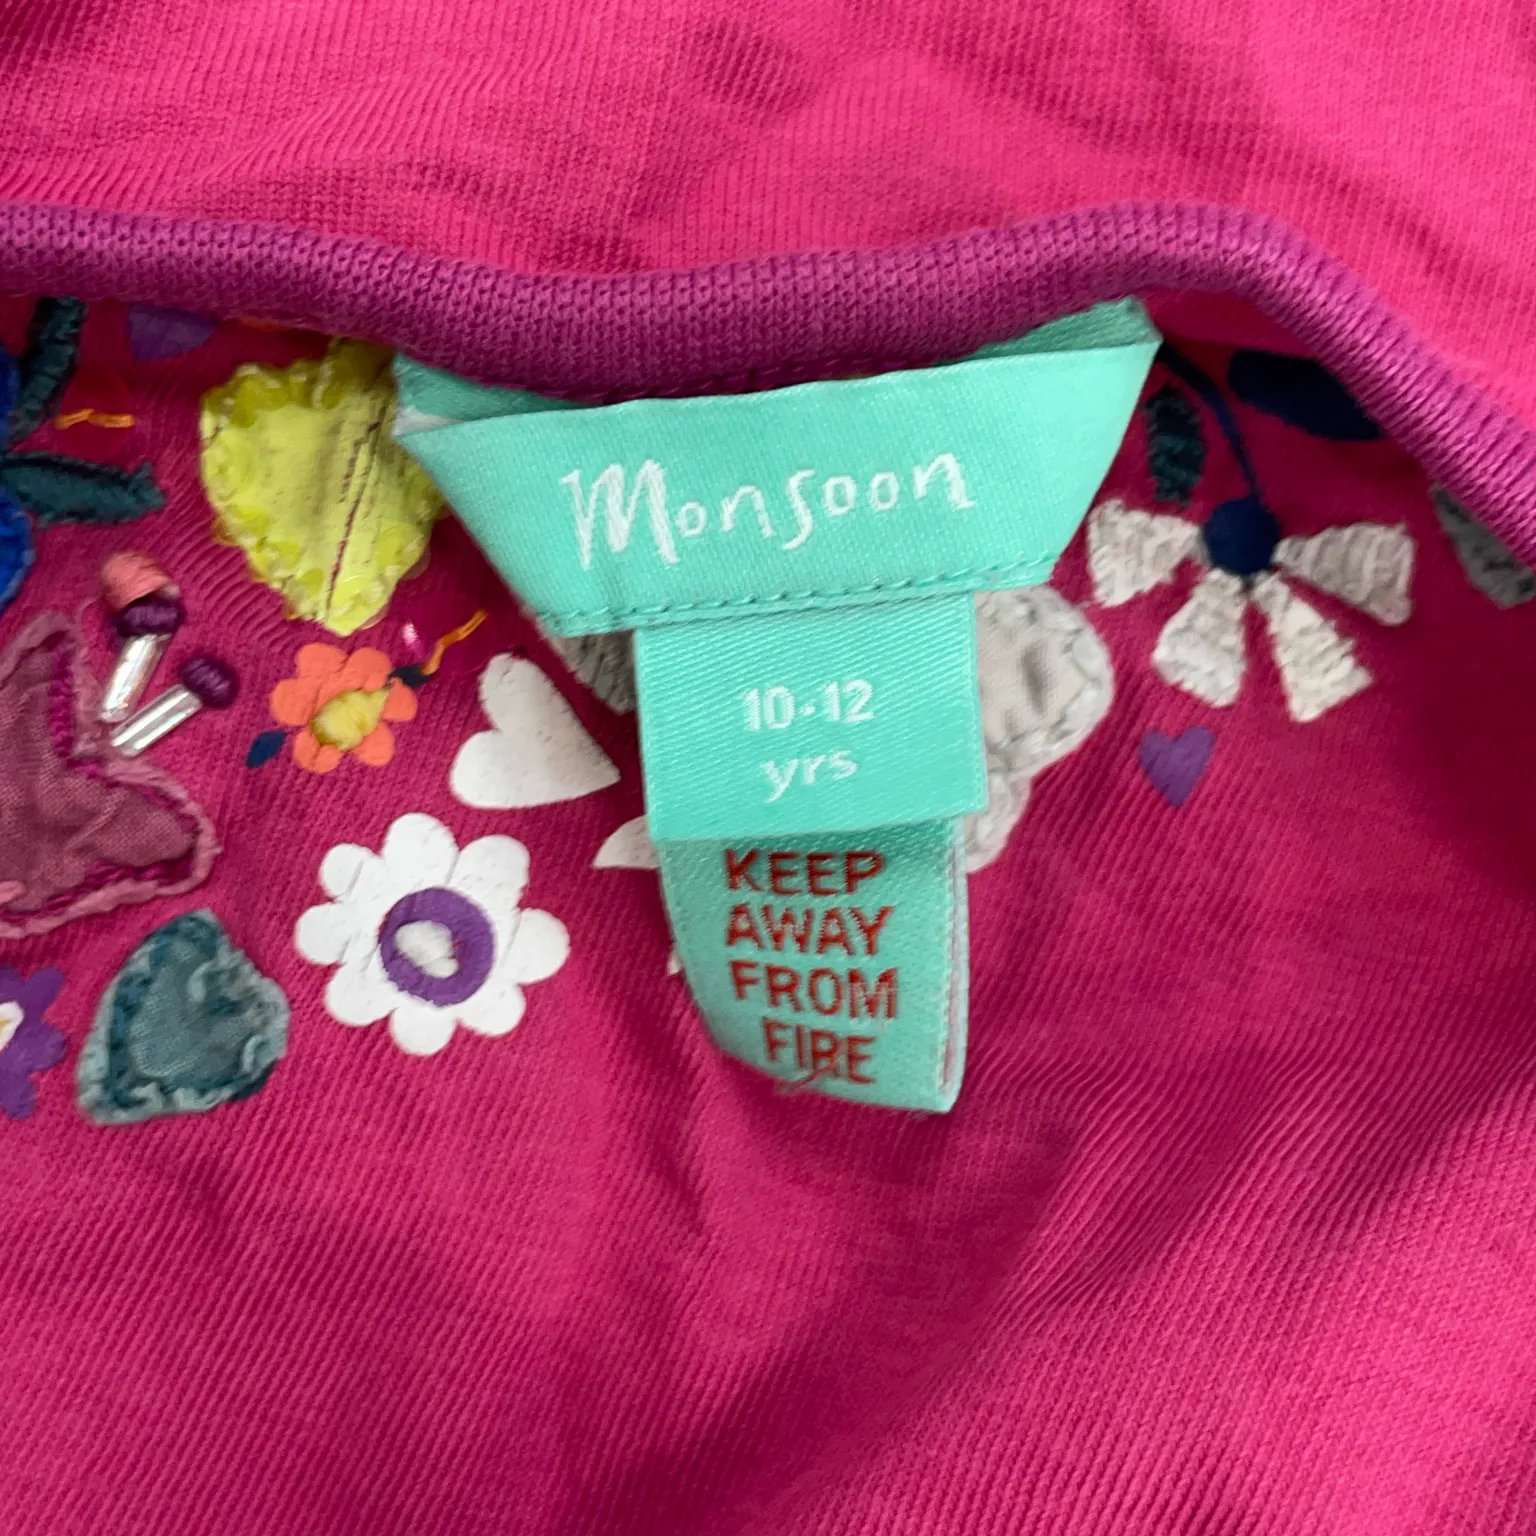 Monsoon
10-12
yrs
KEEP
AWAY
FROM
FIRE